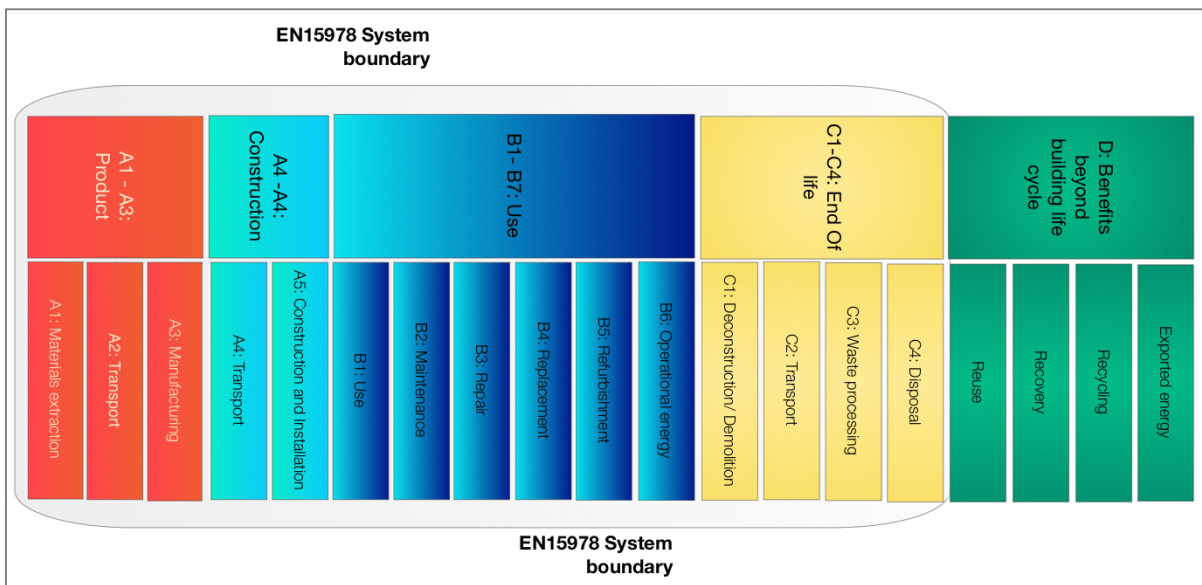 EN15978 System
boundary
A1 - A3:
Product
A4 -A4:
Construction
B1- B7: Use
C1-C4: End Of
life
D: Benefits
beyond
building life
cycle
A1: Materials extraction
A2: Transport
A3: Manufacturing
A4: Transport
A5: Construction and Installation
B1: Use
B2: Maintenance
B3: Repair
B4: Replacement
B5: Refurbishment
B6: Operational energy
C1: Deconstruction/ Demolition
C2: Transport
C3: Waste processing
C4: Disposal
Reuse
Recovery
Recycling
Exported energy
EN15978 System
boundary